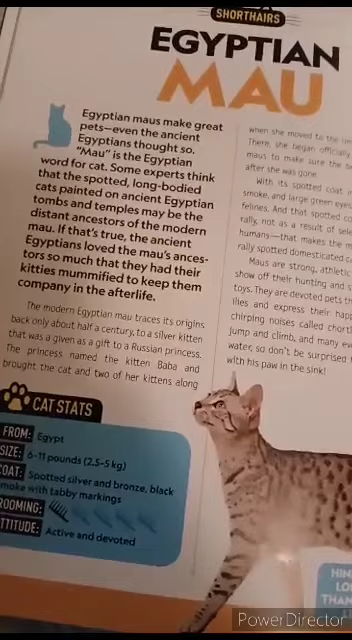 SHORTHAIRS
EGYPTIAN
MAU
Egyptian maus make great
pets—even the ancient
Egyptians thought so.
"Mau" is the Egyptian
word for cat. Some experts think
that the spotted, long-bodied
cats painted on ancient Egyptian
tombs and temples may be the
distant ancestors of the modern
mau. If that's true, the ancient
Egyptians loved the mau's ances-
tors so much that they had their
kitties mummified to keep them
company in the afterlife.
The modern Egyptian mau traces its origins
back only about half a century, to a silver kitten
that was a given as a gift to a Russian princess.
The princess named the kitten Baba and
brought the cat and two of her kittens along
when she moved to the
There, she began officially
maus to make sure the
after she was gone.
With its spotted coat
smoke, and large green eyes,
felines. And that spotted co
rally, not as a result of sele
humans—that makes the m
rally spotted domesticated c
Maus are strong, athletic,
show off their hunting and s
toys. They are devoted pets th
ilies and express their hap
chirping noises called chortl
jump and climb, and many ev
water, so don't be surprised
with his paw in the sink!
CAT STATS
FROM: Egypt
SIZE: 6-11 pounds (2.5-5 kg)
COAT: Spotted silver and bronze, black
moke with tabby markings
ROOMING:
TTITUDE: Active and devoted
NIN
LO
THAN
PowerDirector